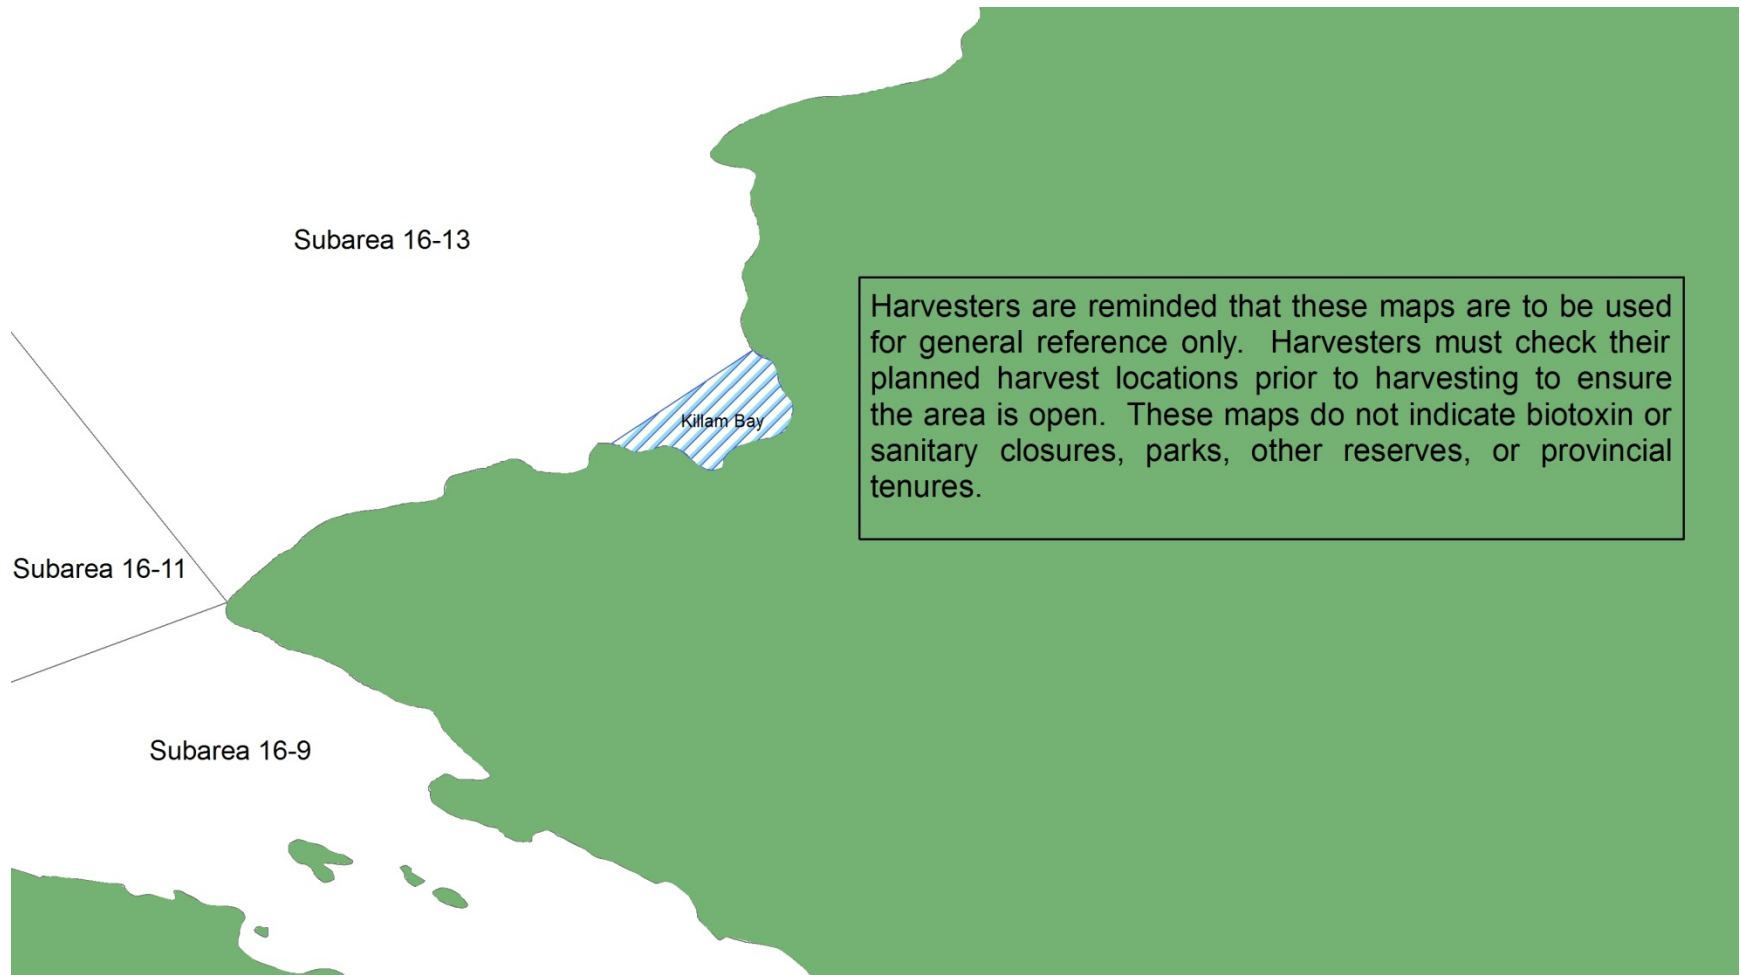 Subarea 16-13
Harvesters are reminded that these maps are to be used
for general reference only. Harvesters must check their
planned harvest locations prior to harvesting to ensure
the area is open. These maps do not indicate biotoxin or
sanitary closures, parks, other reserves, or provincial
tenures.
Killam Bay
Subarea 16-11
Subarea 16-9